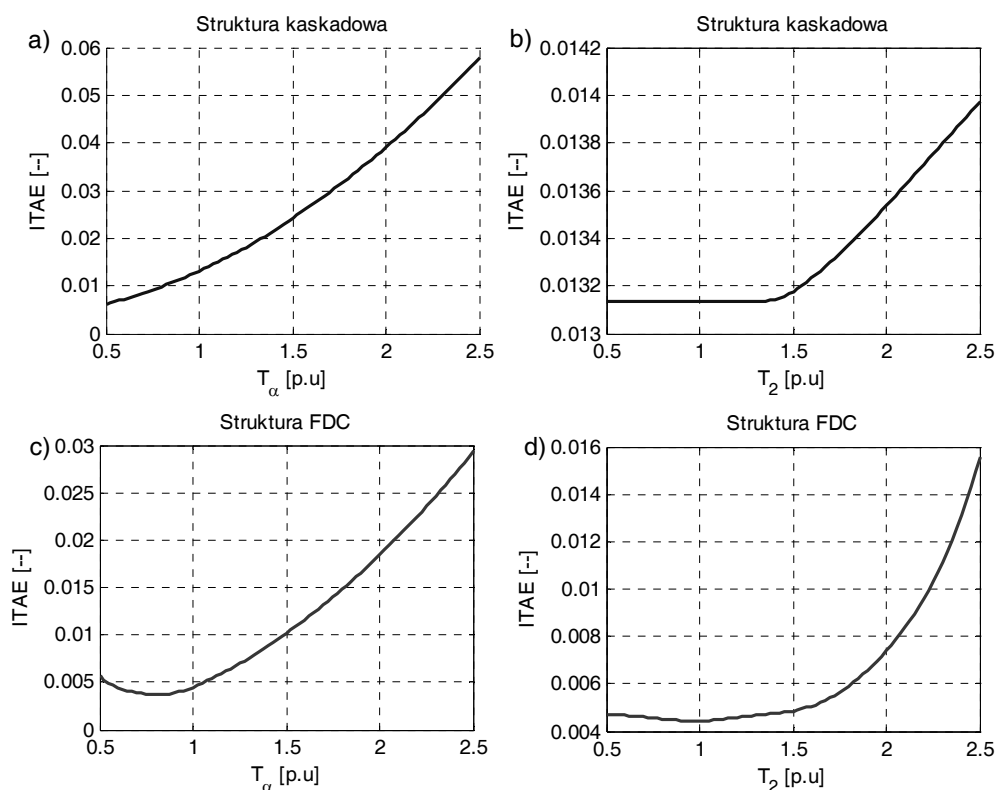 Struktura kaskadowa
a)
0.06
0.05
0.04
0.03
0.02
0.01
0
ITAE [--]
0.5 1 1.5 2 2.5
Tα [p.u]
Struktura kaskadowa
b)
0.0142
0.014
0.0138
0.0136
0.0134
0.0132
0.013
ITAE [--]
0.5 1 1.5 2 2.5
T2 [p.u]
Struktura FDC
c)
0.03
0.025
0.02
0.015
0.01
0.005
0
ITAE [--]
0.5 1 1.5 2 2.5
Tα [p.u]
Struktura FDC
d)
0.016
0.014
0.012
0.01
0.008
0.006
0.004
ITAE [--]
0.5 1 1.5 2 2.5
T2 [p.u]